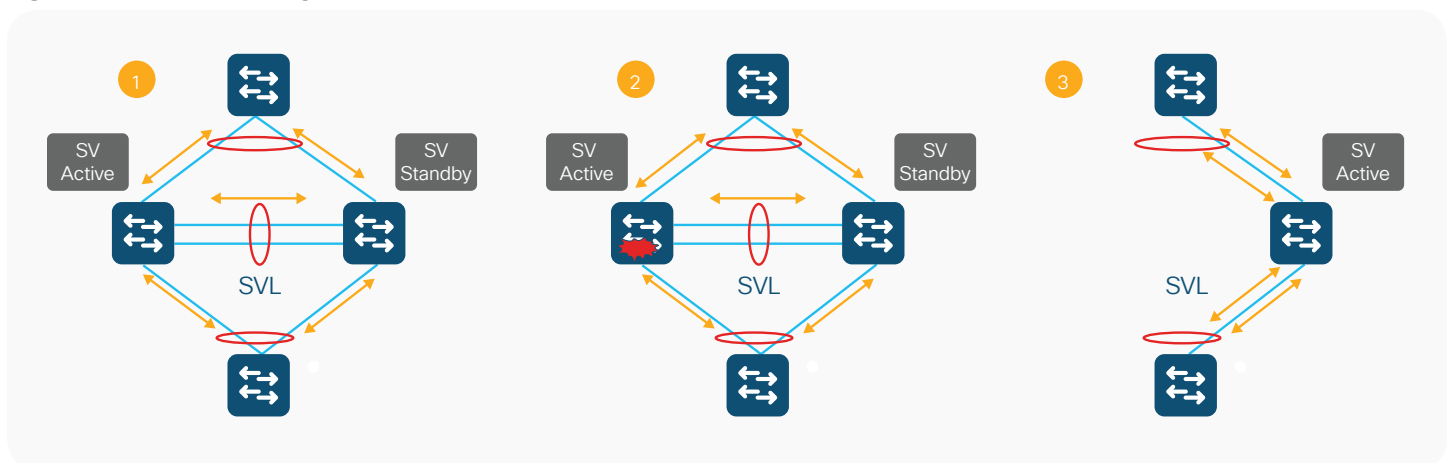 1
SV
Active
SV
Standby
SVL
2
SV
Active
SV
Standby
SVL
3
SV
Active
SVL